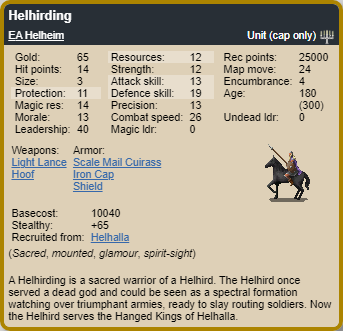 Helhirding
EA Helheim Unit (cap only)
Gold: 65 Resources: 12 Rec points: 25000
Hit points: 14 Strength: 12 Map move: 24
Size: 3 Attack skill: 13 Encumbrance: 4
Protection: 11 Defence skill: 19 Age: 180
Magic res: 14 Precision: 13 (300)
Morale: 13 Combat speed: 26 Undead ldr: 0
Leadership: 40 Magic ldr: 0
Weapons: Armor:
Light Lance Scale Mail Cuirass
Hoof Iron Cap
Shield
Basecost: 10040
Stealthy: +65
Recruited from: Helhalla
(Sacred, mounted, glamour, spirit-sight)
A Helhirding is a sacred warrior of a Helhird. The Helhird once
served a dead god and could be seen as a spectral formation
watching over triumphant armies, ready to slay routing soldiers. Now
the Helhird serves the Hanged Kings of Helhalla.